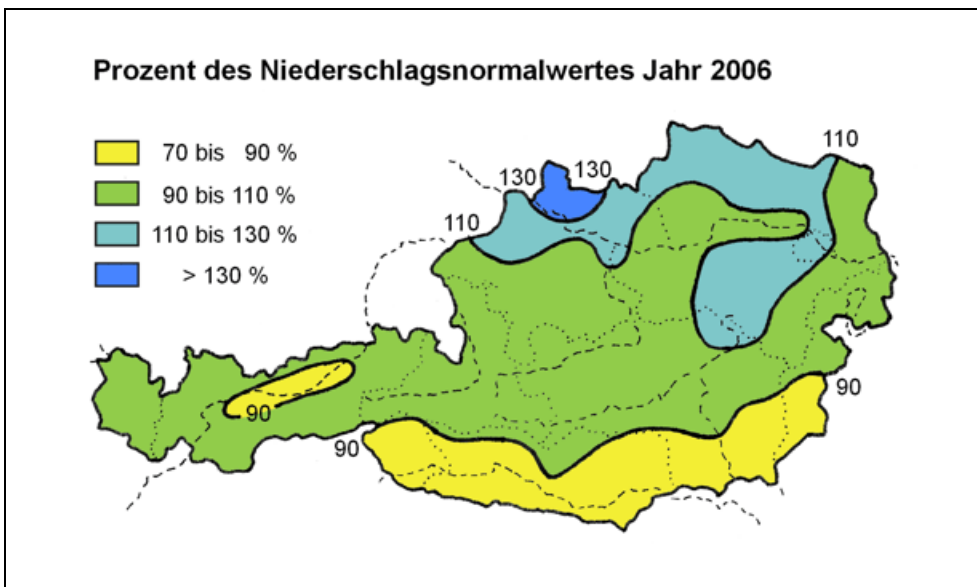 Prozent des Niederschlagsnormalwertes Jahr 2006
70 bis 90 %
90 bis 110 %
110 bis 130 %
> 130 %
110
130
130
110
90
90
90